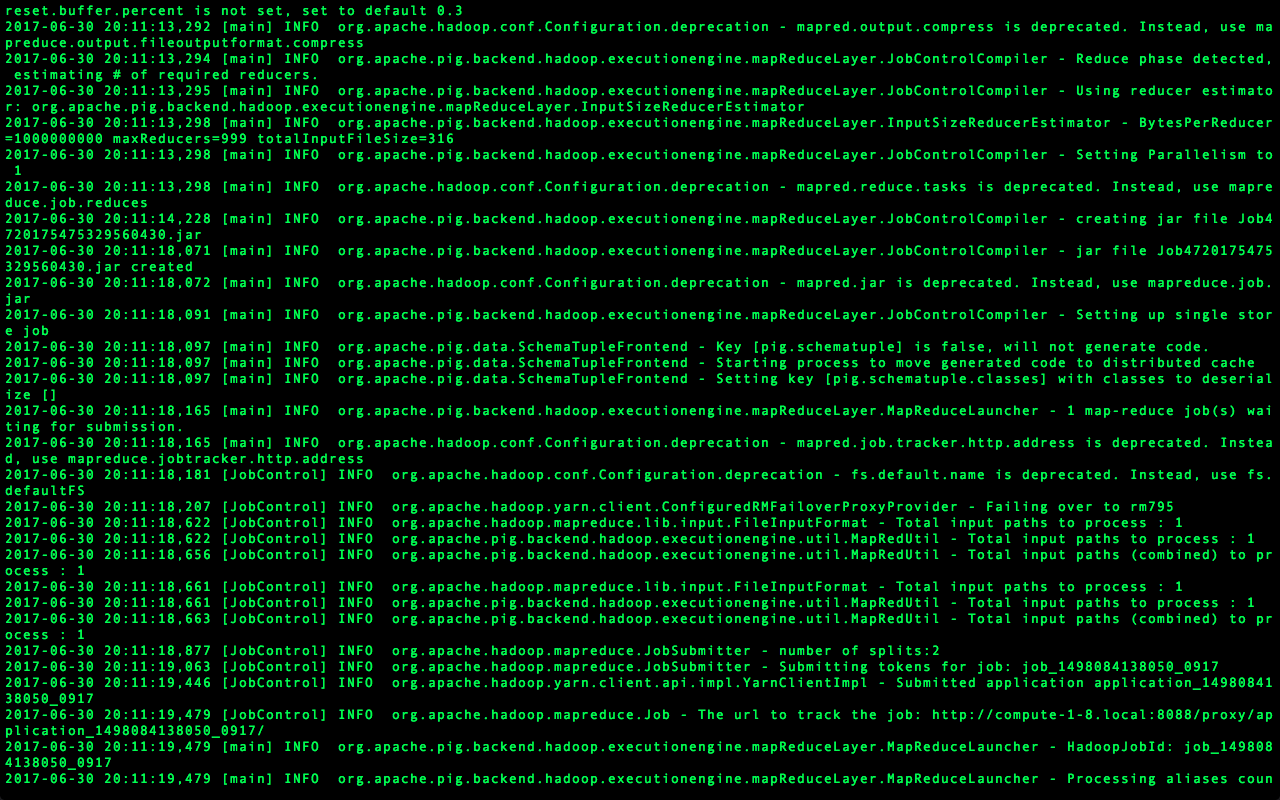 reset.buffer.percent is not set, set to default 0.3
2017-06-30 20:11:13,292 [main] INFO  org.apache.hadoop.conf.Configuration.deprecation - mapred.output.compress is deprecated. Instead, use ma
preduce.output.fileoutputformat.compress
2017-06-30 20:11:13,294 [main] INFO  org.apache.pig.backend.hadoop.executionengine.mapReduceLayer.JobControlCompiler - Reduce phase detected,
 estimating # of required reducers.
2017-06-30 20:11:13,295 [main] INFO  org.apache.pig.backend.hadoop.executionengine.mapReduceLayer.JobControlCompiler - Using reducer estimato
r: org.apache.pig.backend.hadoop.executionengine.mapReduceLayer.InputSizeReducerEstimator
2017-06-30 20:11:13,298 [main] INFO  org.apache.pig.backend.hadoop.executionengine.mapReduceLayer.InputSizeReducerEstimator - BytesPerReducer
=1000000000 maxReducers=999 totalInputFileSize=316
2017-06-30 20:11:13,298 [main] INFO  org.apache.pig.backend.hadoop.executionengine.mapReduceLayer.JobControlCompiler - Setting Parallelism to
 1
2017-06-30 20:11:13,298 [main] INFO  org.apache.hadoop.conf.Configuration.deprecation - mapred.reduce.tasks is deprecated. Instead, use mapre
duce.job.reduces
2017-06-30 20:11:14,228 [main] INFO  org.apache.pig.backend.hadoop.executionengine.mapReduceLayer.JobControlCompiler - creating jar file Job4
720175475329560430.jar
2017-06-30 20:11:18,071 [main] INFO  org.apache.pig.backend.hadoop.executionengine.mapReduceLayer.JobControlCompiler - jar file Job4720175475
329560430.jar created
2017-06-30 20:11:18,072 [main] INFO  org.apache.hadoop.conf.Configuration.deprecation - mapred.jar is deprecated. Instead, use mapreduce.job.
jar
2017-06-30 20:11:18,091 [main] INFO  org.apache.pig.backend.hadoop.executionengine.mapReduceLayer.JobControlCompiler - Setting up single stor
e job
2017-06-30 20:11:18,097 [main] INFO  org.apache.pig.data.SchemaTupleFrontend - Key [pig.schematuple] is false, will not generate code.
2017-06-30 20:11:18,097 [main] INFO  org.apache.pig.data.SchemaTupleFrontend - Starting process to move generated code to distributed cache
2017-06-30 20:11:18,097 [main] INFO  org.apache.pig.data.SchemaTupleFrontend - Setting key [pig.schematuple.classes] with classes to deserial
ize []
2017-06-30 20:11:18,165 [main] INFO  org.apache.pig.backend.hadoop.executionengine.mapReduceLayer.MapReduceLauncher - 1 map-reduce job(s) wai
ting for submission.
2017-06-30 20:11:18,165 [main] INFO  org.apache.hadoop.conf.Configuration.deprecation - mapred.job.tracker.http.address is deprecated. Instea
d, use mapreduce.jobtracker.http.address
2017-06-30 20:11:18,181 [JobControl] INFO  org.apache.hadoop.conf.Configuration.deprecation - fs.default.name is deprecated. Instead, use fs.
defaultFS
2017-06-30 20:11:18,207 [JobControl] INFO  org.apache.hadoop.yarn.client.ConfiguredRMFailoverProxyProvider - Failing over to rm795
2017-06-30 20:11:18,622 [JobControl] INFO  org.apache.hadoop.mapreduce.lib.input.FileInputFormat - Total input paths to process : 1
2017-06-30 20:11:18,622 [JobControl] INFO  org.apache.pig.backend.hadoop.executionengine.util.MapRedUtil - Total input paths to process : 1
2017-06-30 20:11:18,656 [JobControl] INFO  org.apache.pig.backend.hadoop.executionengine.util.MapRedUtil - Total input paths (combined) to pr
ocess : 1
2017-06-30 20:11:18,661 [JobControl] INFO  org.apache.hadoop.mapreduce.lib.input.FileInputFormat - Total input paths to process : 1
2017-06-30 20:11:18,661 [JobControl] INFO  org.apache.pig.backend.hadoop.executionengine.util.MapRedUtil - Total input paths to process : 1
2017-06-30 20:11:18,663 [JobControl] INFO  org.apache.pig.backend.hadoop.executionengine.util.MapRedUtil - Total input paths (combined) to pr
ocess : 1
2017-06-30 20:11:18,877 [JobControl] INFO  org.apache.hadoop.mapreduce.JobSubmitter - number of splits:2
2017-06-30 20:11:19,063 [JobControl] INFO  org.apache.hadoop.mapreduce.JobSubmitter - Submitting tokens for job: job_1498084138050_0917
2017-06-30 20:11:19,446 [JobControl] INFO  org.apache.hadoop.yarn.client.api.impl.YarnClientImpl - Submitted application application_14980841
38050_0917
2017-06-30 20:11:19,479 [JobControl] INFO  org.apache.hadoop.mapreduce.Job - The url to track the job: http://compute-1-8.local:8088/proxy/ap
plication_1498084138050_0917/
2017-06-30 20:11:19,479 [main] INFO  org.apache.pig.backend.hadoop.executionengine.mapReduceLayer.MapReduceLauncher - HadoopJobId: job_149808
4138050_0917
2017-06-30 20:11:19,479 [main] INFO  org.apache.pig.backend.hadoop.executionengine.mapReduceLayer.MapReduceLauncher - Processing aliases coun